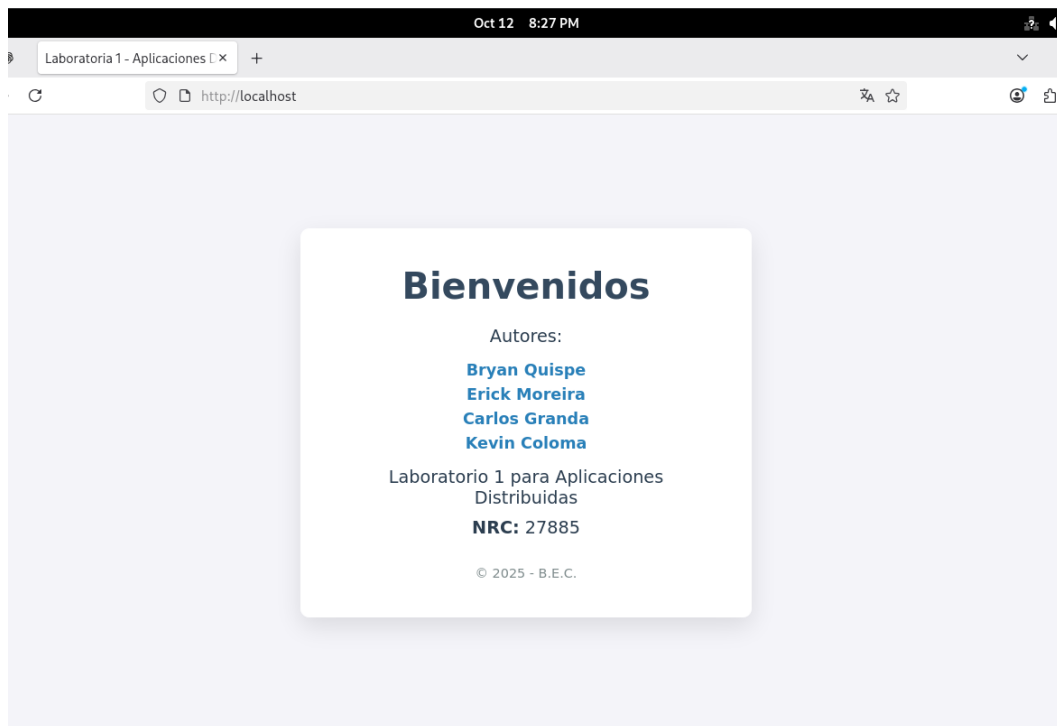 Oct 12 8:27 PM
Laboratoria 1 - Aplicaciones
http://localhost
Bienvenidos
Autores:
Bryan Quispe
Erick Moreira
Carlos Granda
Kevin Coloma
Laboratorio 1 para Aplicaciones
Distribuidas
NRC: 27885
© 2025 - B.E.C.